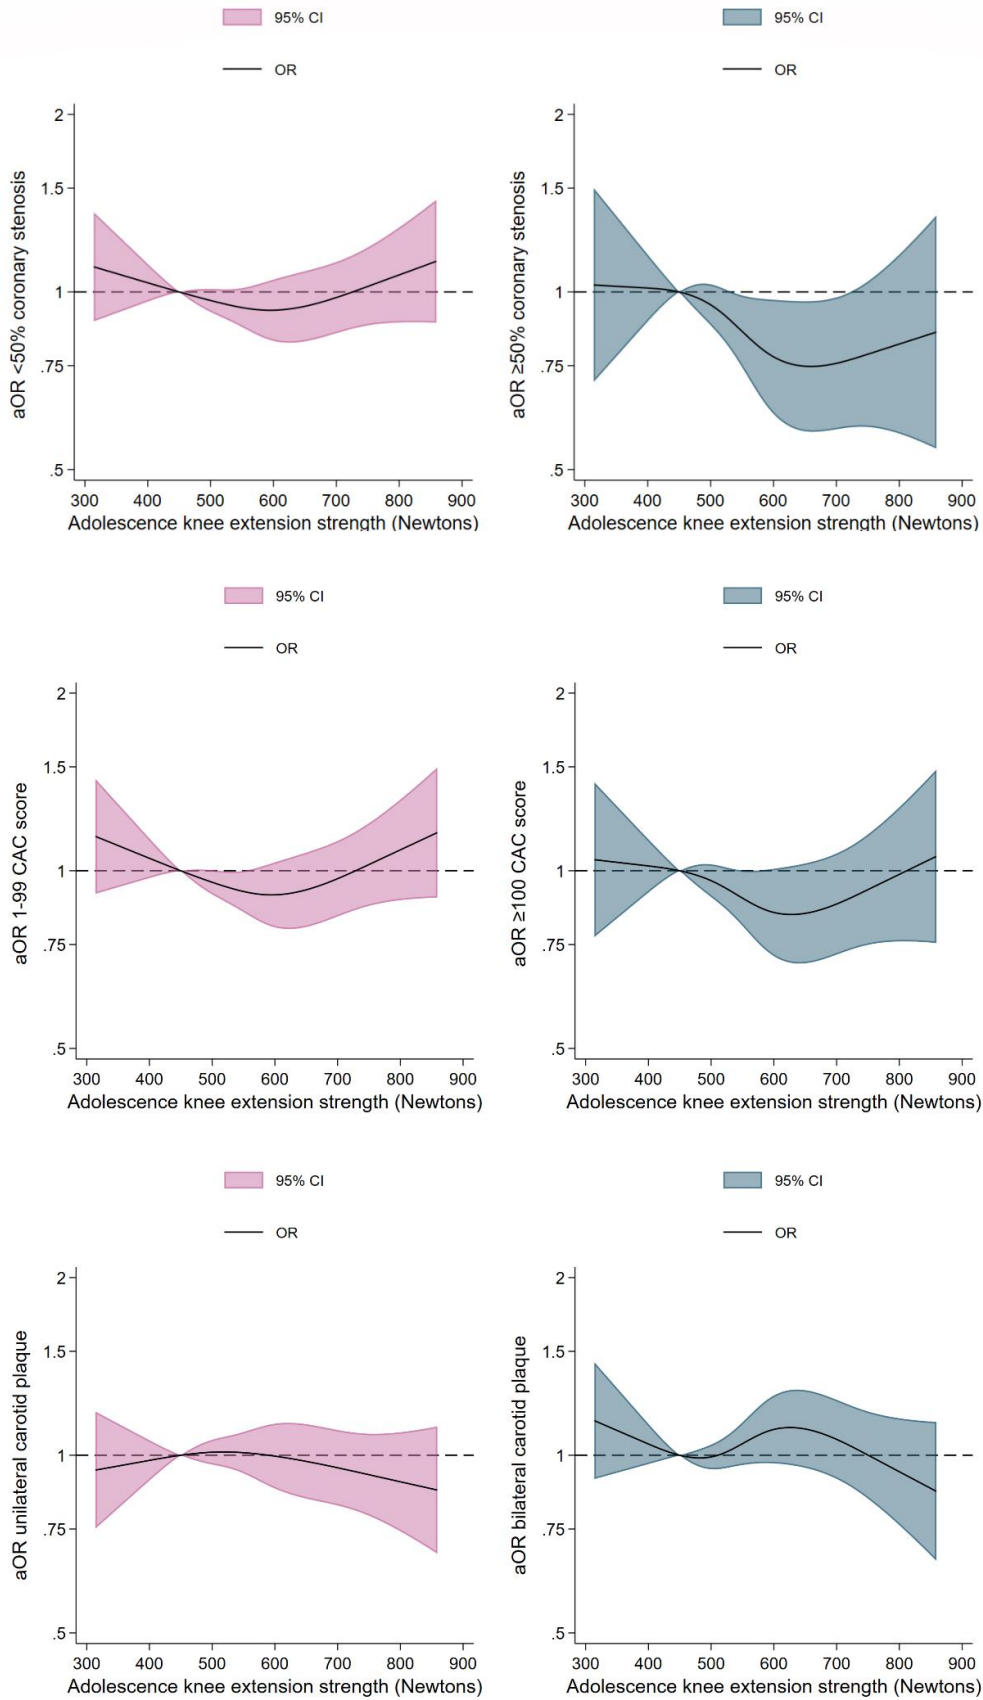 95% CI
OR
aOR <50% coronary stenosis
2
1.5
1
.75
.5
300 400 500 600 700 800 900
Adolescence knee extension strength (Newtons)
95% CI
OR
aOR ≥50% coronary stenosis
2
1.5
1
.75
.5
300 400 500 600 700 800 900
Adolescence knee extension strength (Newtons)
95% CI
OR
aOR 1-99 CAC score
2
1.5
1
.75
.5
300 400 500 600 700 800 900
Adolescence knee extension strength (Newtons)
95% CI
OR
aOR ≥100 CAC score
2
1.5
1
.75
.5
300 400 500 600 700 800 900
Adolescence knee extension strength (Newtons)
95% CI
OR
aOR unilateral carotid plaque
2
1.5
1
.75
.5
300 400 500 600 700 800 900
Adolescence knee extension strength (Newtons)
95% CI
OR
aOR bilateral carotid plaque
2
1.5
1
.75
.5
300 400 500 600 700 800 900
Adolescence knee extension strength (Newtons)